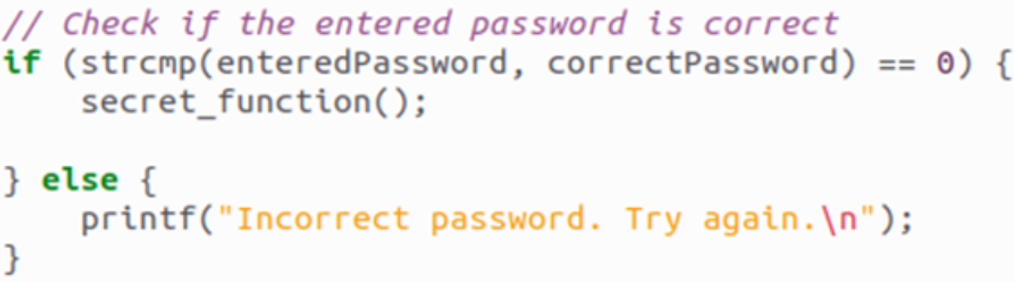 // Check if the entered password is correct
if (strcmp(enteredPassword, correctPassword) == 0) {
    secret_function();

} else {
    printf("Incorrect password. Try again.\n");
}